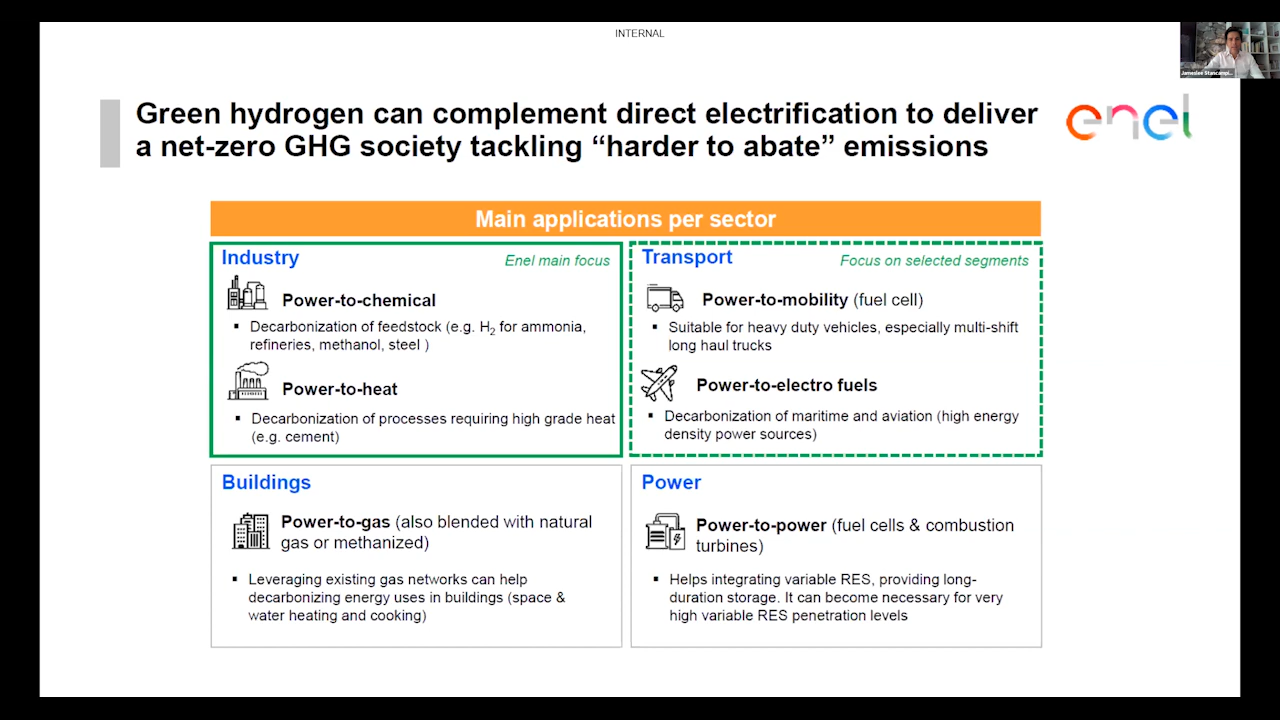 INTERNAL
Green hydrogen can complement direct electrification to deliver
a net-zero GHG society tackling “harder to abate” emissions
enel
Main applications per sector
Industry
Enel main focus
Power-to-chemical
▪ Decarbonization of feedstock (e.g. H₂ for ammonia,
refineries, methanol, steel )
Power-to-heat
▪ Decarbonization of processes requiring high grade heat
(e.g. cement)
Transport
Focus on selected segments
Power-to-mobility (fuel cell)
▪ Suitable for heavy duty vehicles, especially multi-shift
long haul trucks
Power-to-electro fuels
▪ Decarbonization of maritime and aviation (high energy
density power sources)
Buildings
Power-to-gas (also blended with natural
gas or methanized)
▪ Leveraging existing gas networks can help
decarbonizing energy uses in buildings (space &
water heating and cooking)
Power
Power-to-power (fuel cells & combustion
turbines)
▪ Helps integrating variable RES, providing long-
duration storage. It can become necessary for very
high variable RES penetration levels